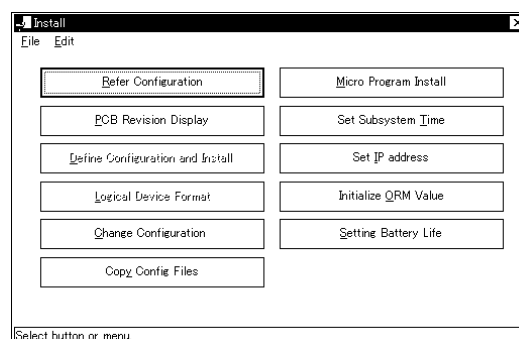 Install
File Edit
Refer Configuration
PCB Revision Display
Define Configuration and Install
Logical Device Format
Change Configuration
Copy Config Files
Micro Program Install
Set Subsystem Time
Set IP address
Initialize ORM Value
Setting Battery Life
Select button or menu